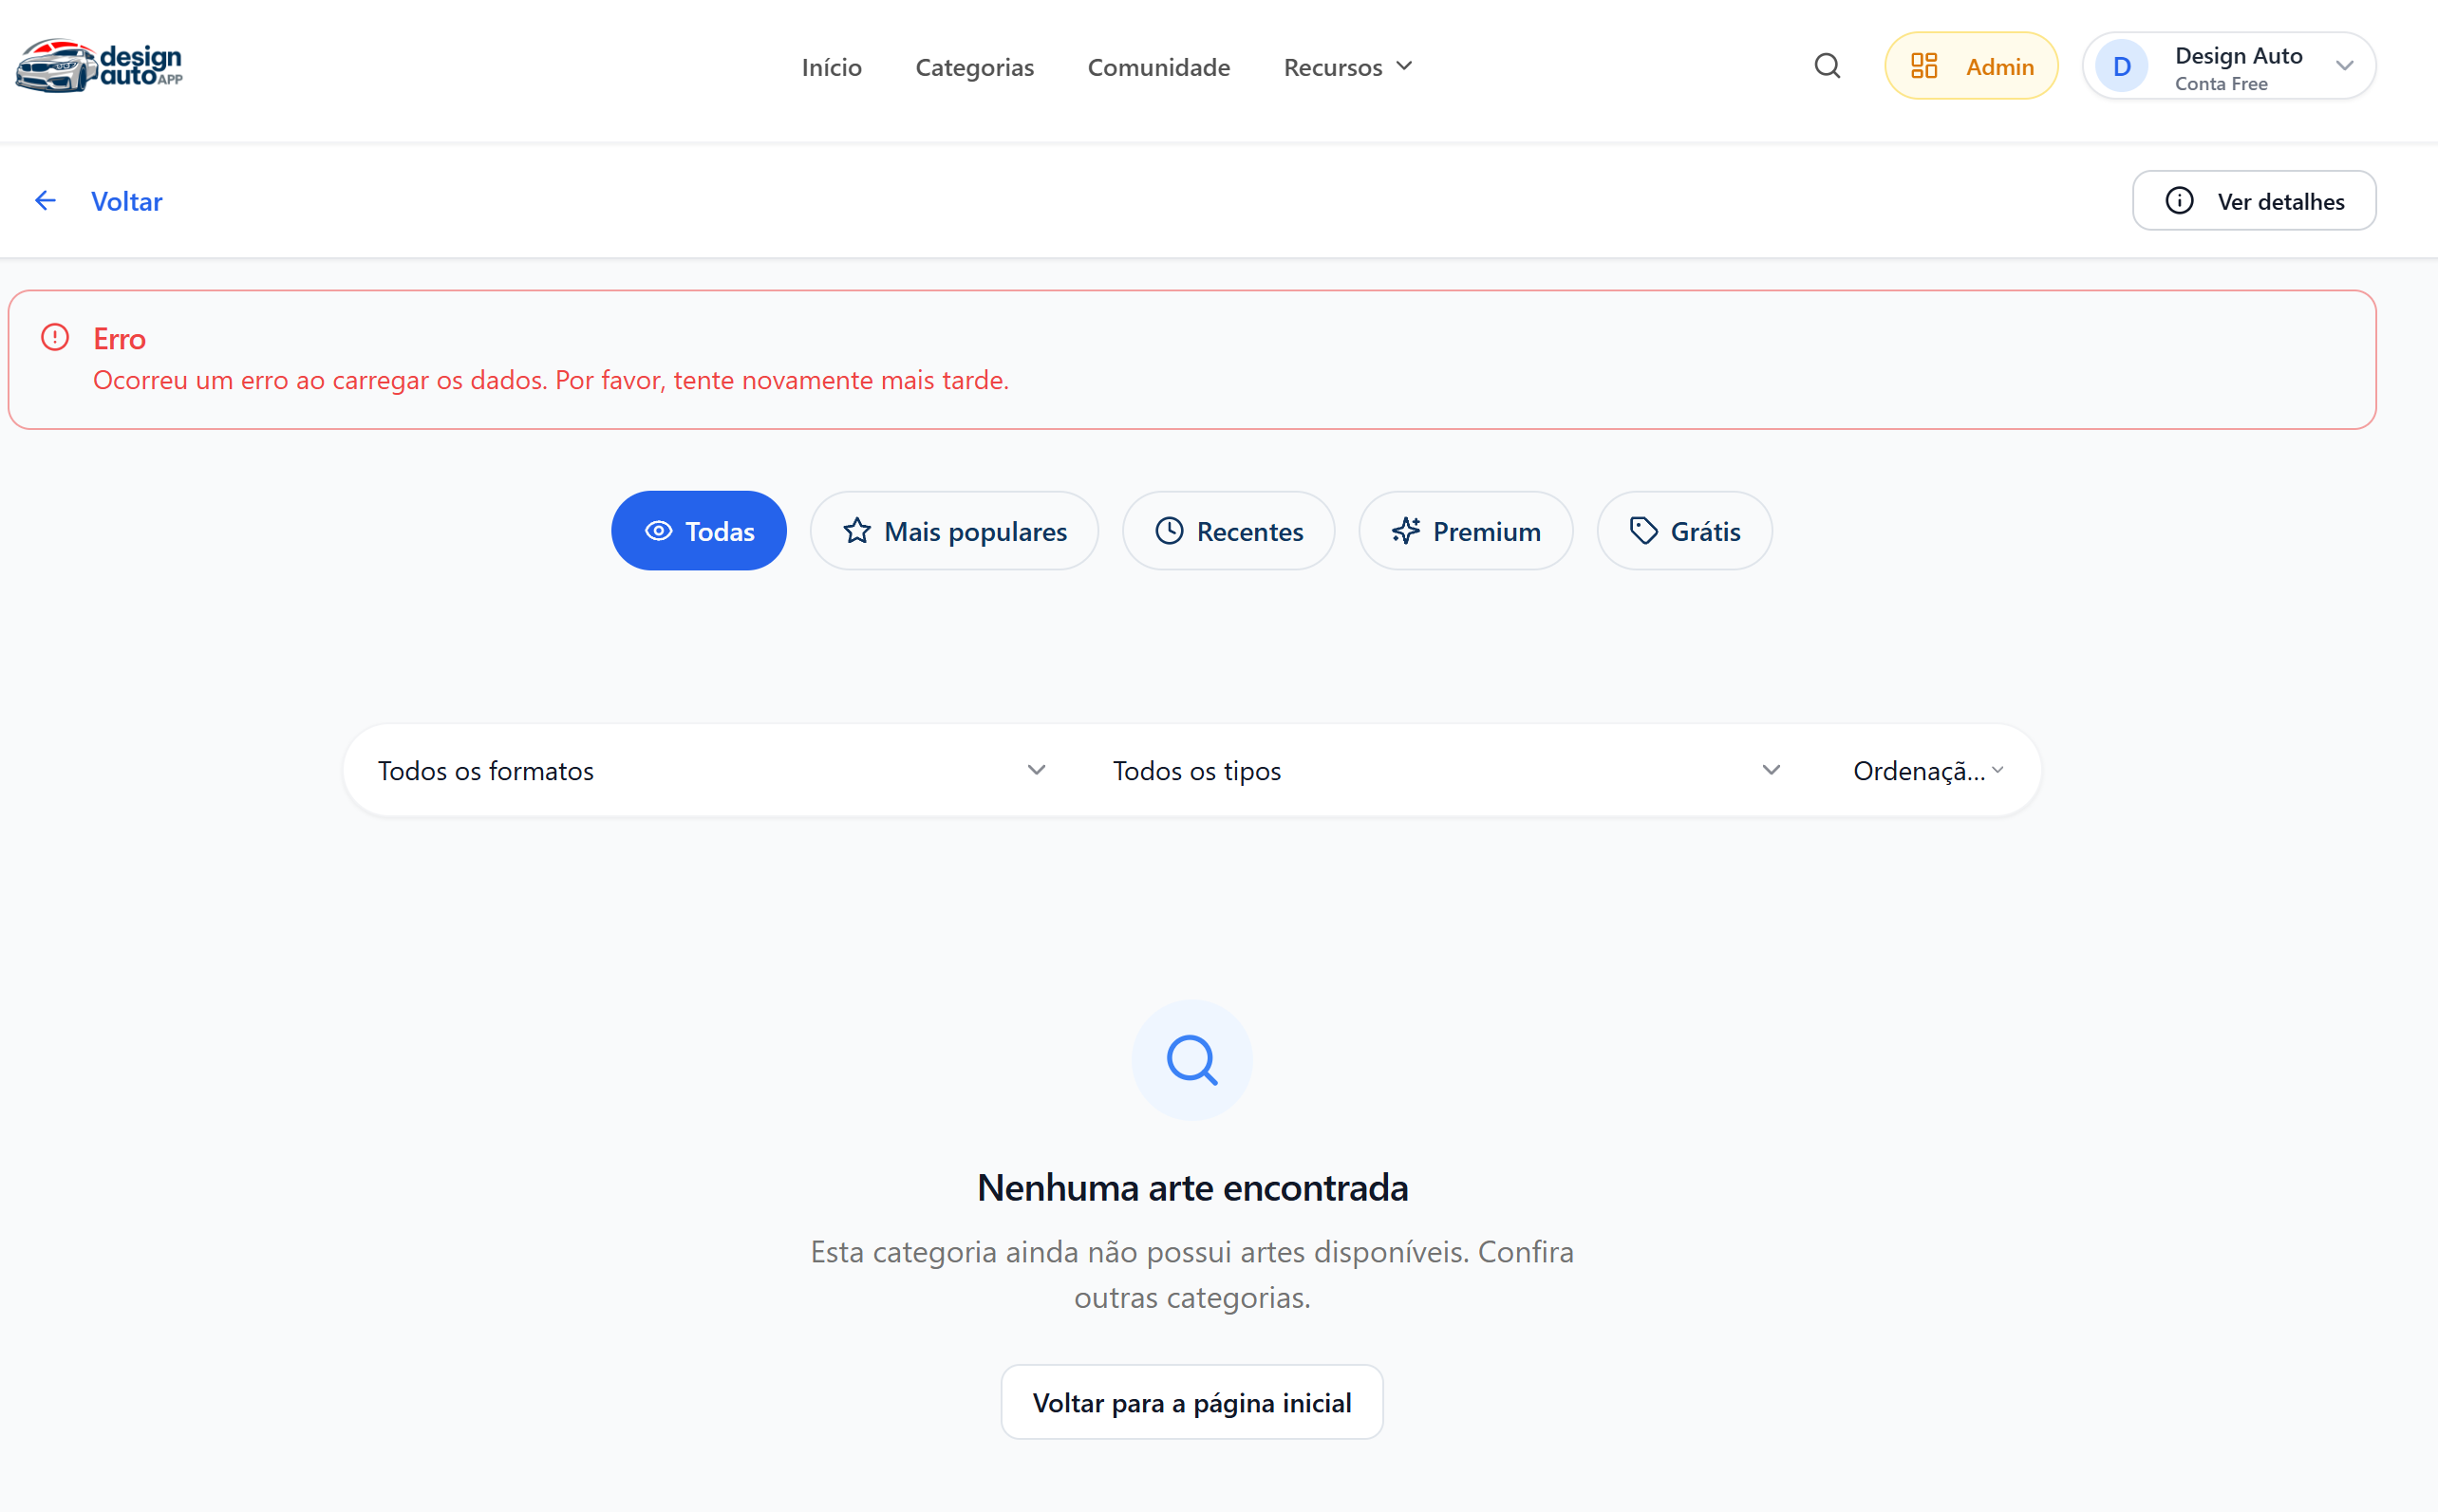 design
auto APP
Início
Categorias
Comunidade
Recursos
Admin
D
Design Auto
Conta Free
Voltar
Ver detalhes
Erro
Ocorreu um erro ao carregar os dados. Por favor, tente novamente mais tarde.
Todas
Mais populares
Recentes
Premium
Grátis
Todos os formatos
Todos os tipos
Ordenaçã...
Nenhuma arte encontrada
Esta categoria ainda não possui artes disponíveis. Confira
outras categorias.
Voltar para a página inicial